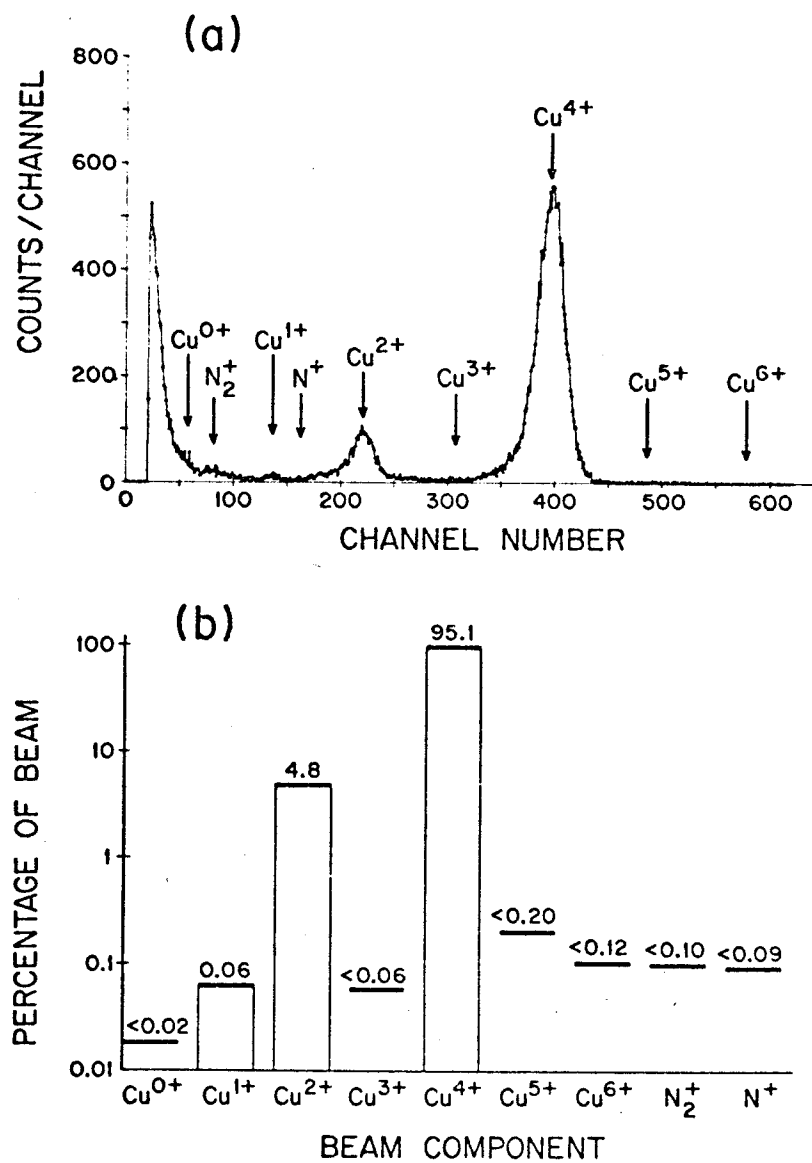 (a)
COUNTS/CHANNEL
800
600
400
200
0
Cu⁰⁺
N₂⁺
Cu¹⁺
N⁺
Cu²⁺
Cu³⁺
Cu⁴⁺
Cu⁵⁺
Cu⁶⁺
0 100 200 300 400 500 600
CHANNEL NUMBER
(b)
PERCENTAGE OF BEAM
100
10
1
0.1
0.01
<0.02
0.06
4.8
<0.06
95.1
<0.20
<0.12
<0.10
<0.09
Cu⁰⁺ Cu¹⁺ Cu²⁺ Cu³⁺ Cu⁴⁺ Cu⁵⁺ Cu⁶⁺ N₂⁺ N⁺
BEAM COMPONENT